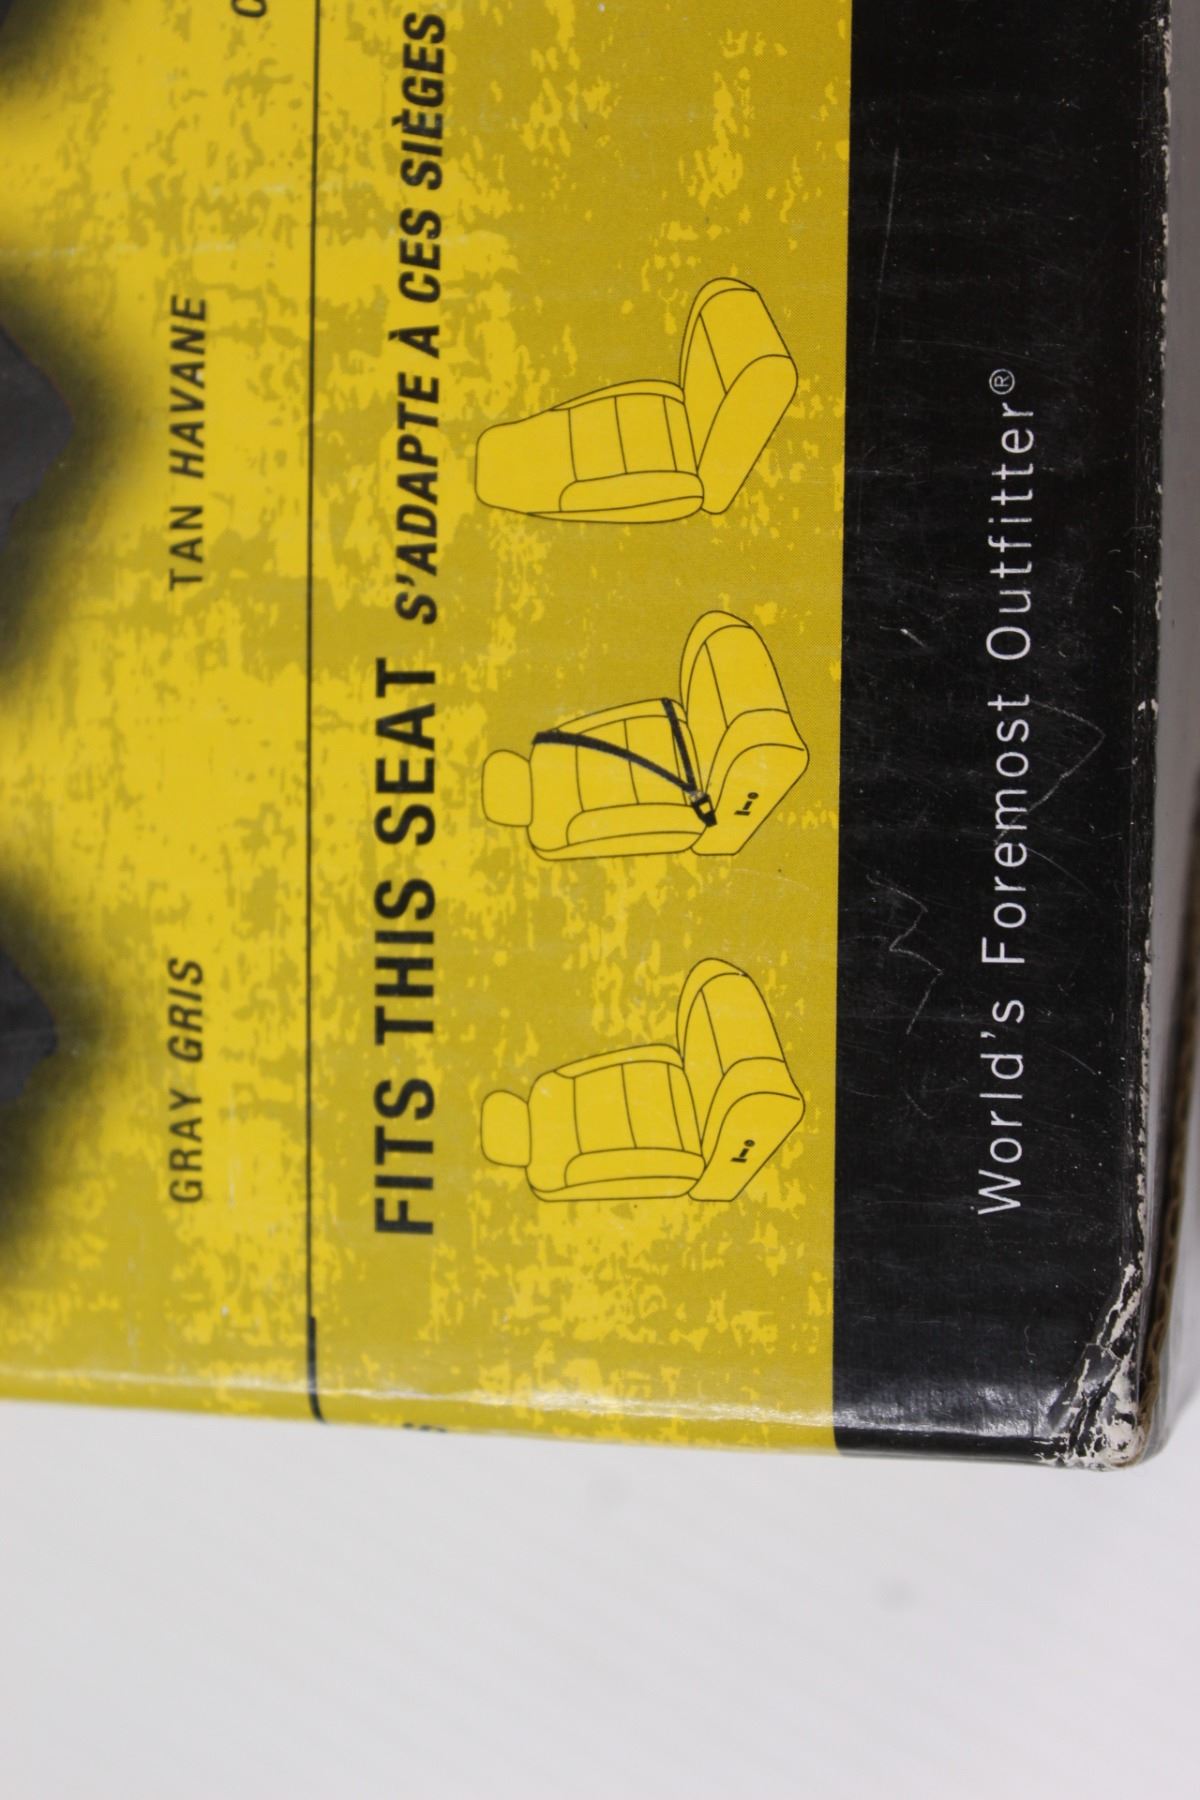 GRAY GRIS
TAN HAVANE
FITS THIS SEAT S'ADAPTE À CES SIÈGES
World's Foremost Outfitter®